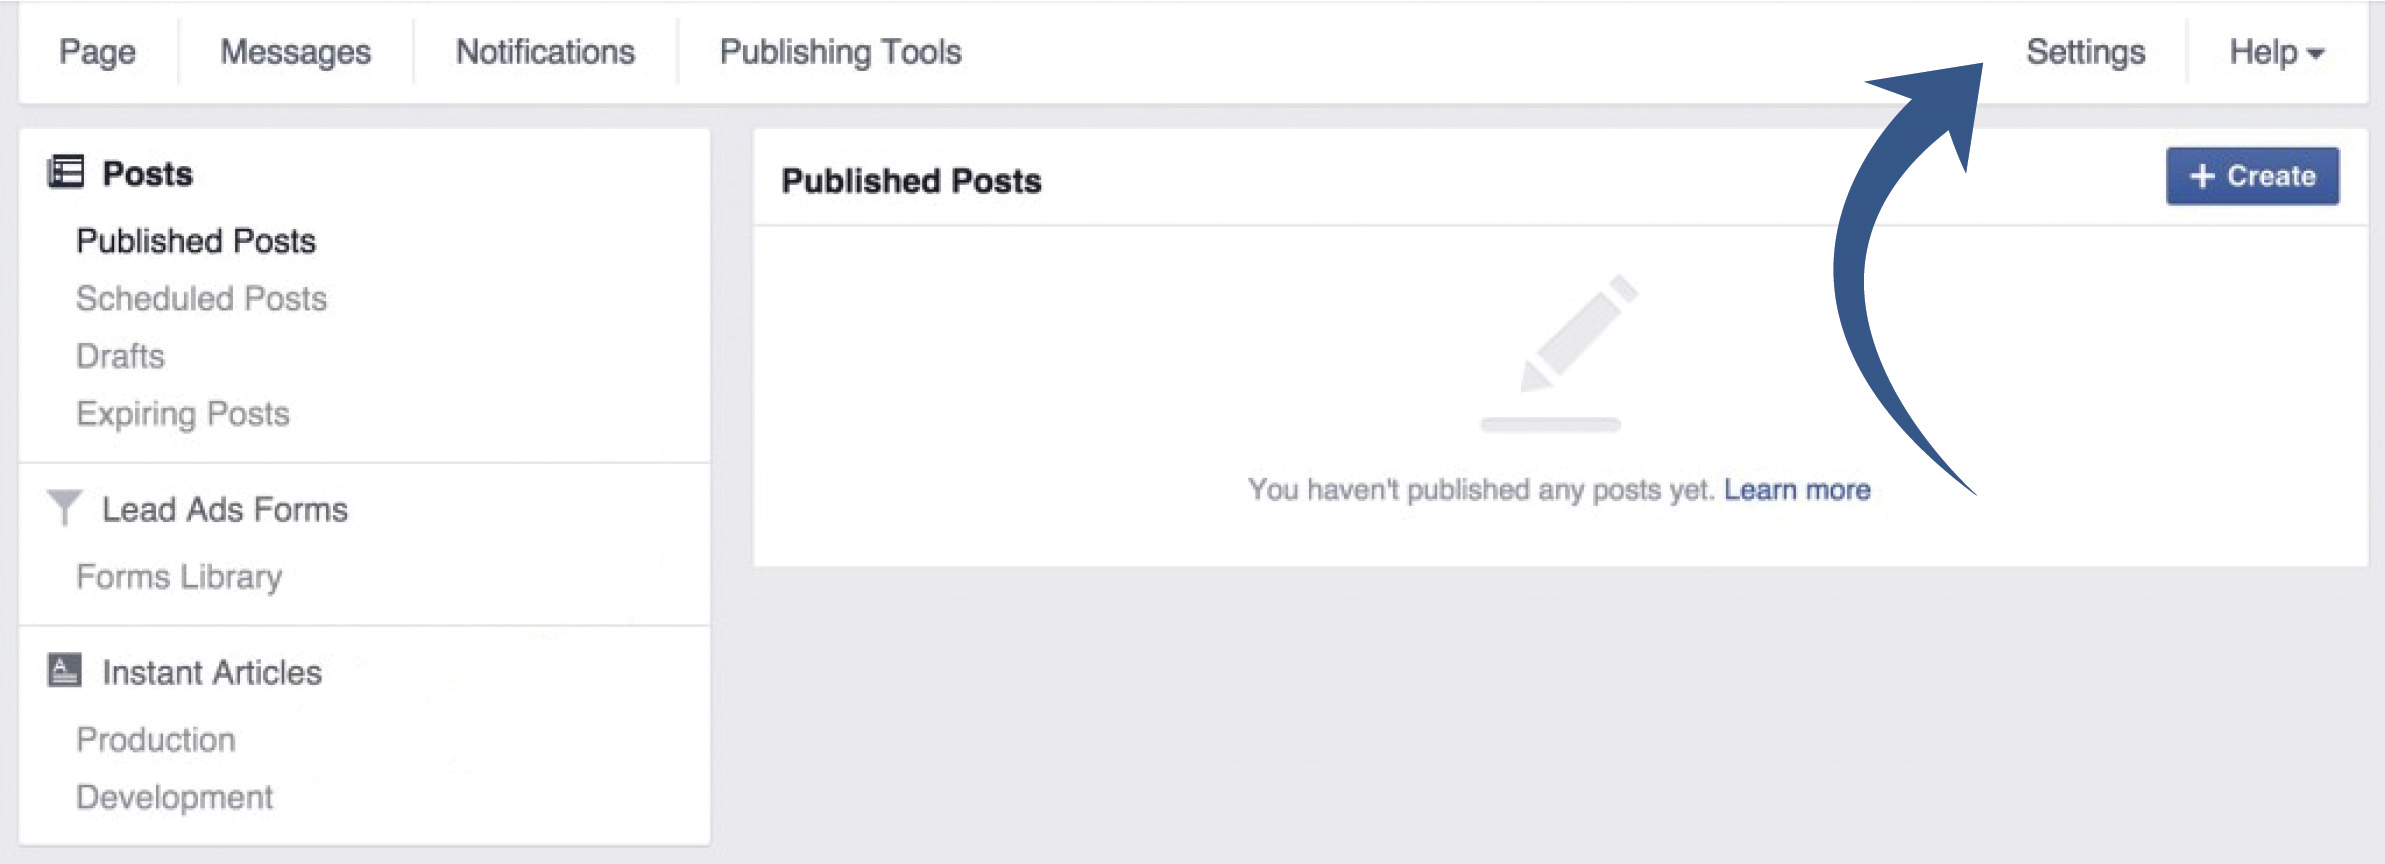 Page Messages Notifications Publishing Tools Settings Help
Posts
Published Posts
Scheduled Posts
Drafts
Expiring Posts
Lead Ads Forms
Forms Library
Instant Articles
Production
Development
Published Posts
+ Create
You haven't published any posts yet. Learn more